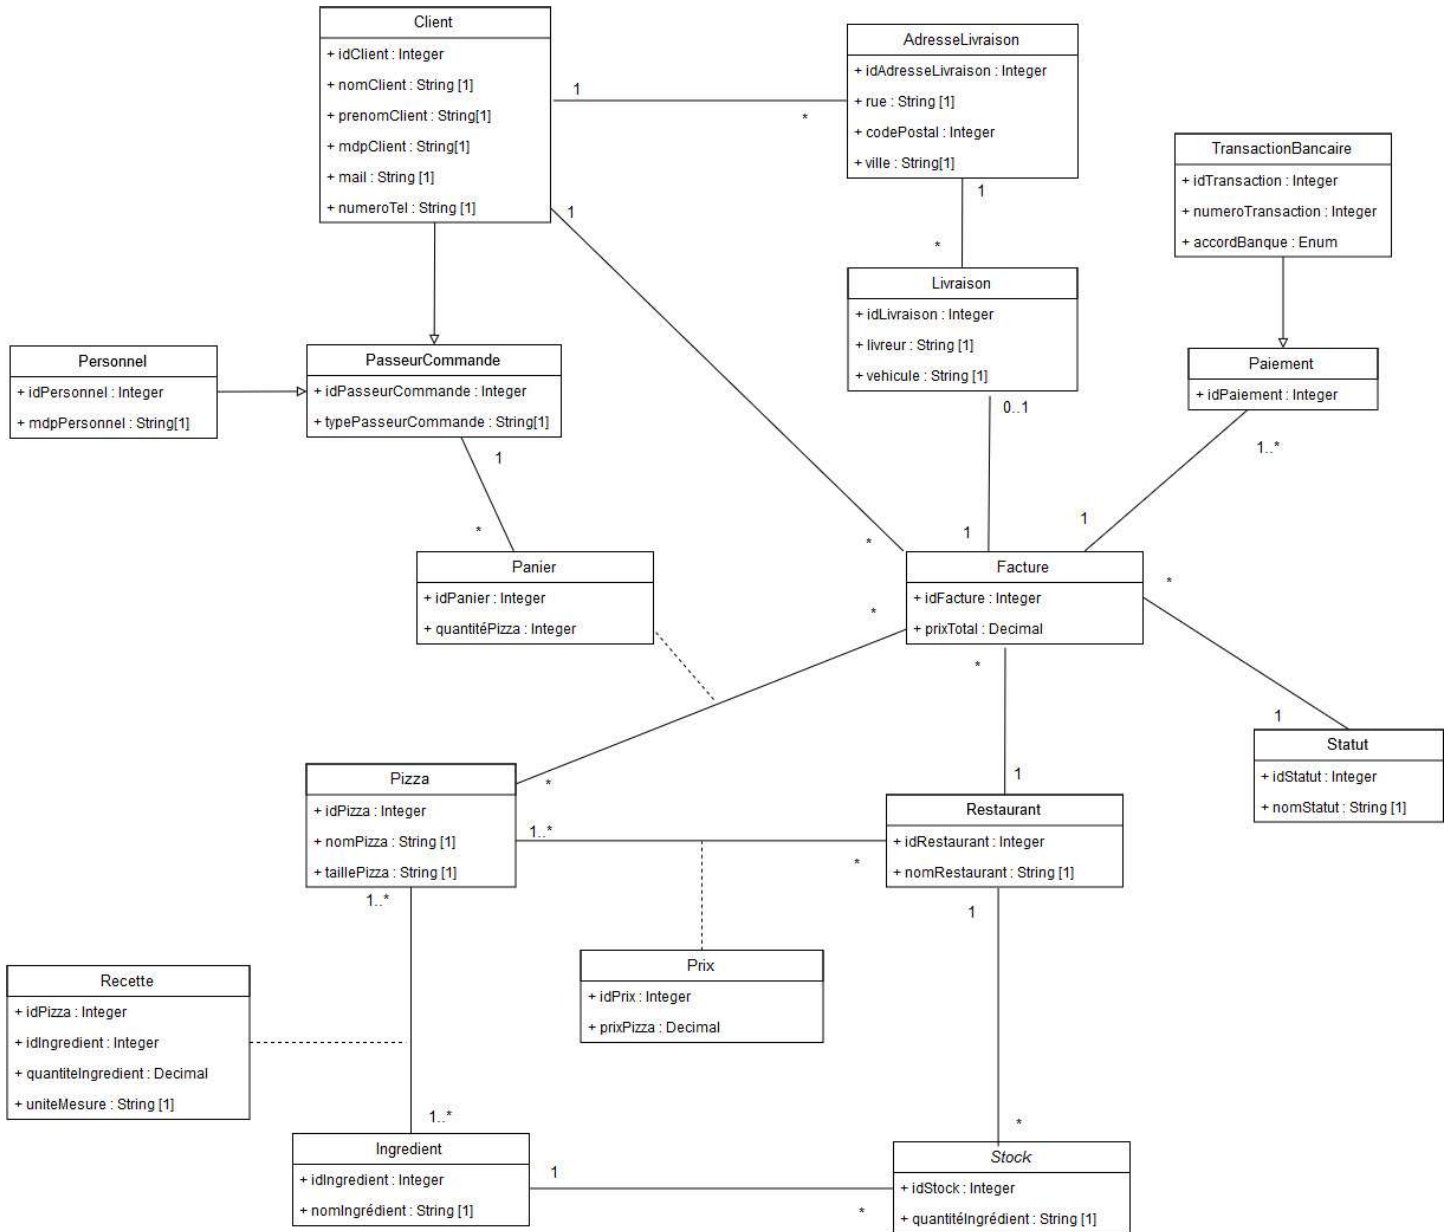 Client
+ idClient : Integer
+ nomClient : String [1]
+ prenomClient : String[1]
+ mdpClient : String[1]
+ mail : String [1]
+ numeroTel : String [1]
AdresseLivraison
+ idAdresseLivraison : Integer
+ rue : String [1]
+ codePostal : Integer
+ ville : String[1]
TransactionBancaire
+ idTransaction : Integer
+ numeroTransaction : Integer
+ accordBanque : Enum
1
*
1
1
*
Livraison
+ idLivraison : Integer
+ livreur : String [1]
+ vehicule : String [1]
Personnel
+ idPersonnel : Integer
+ mdpPersonnel : String[1]
PasseurCommande
+ idPasseurCommande : Integer
+ typePasseurCommande : String[1]
Paiement
+ idPaiement : Integer
0..1
1..*
1
*
1
1
*
Panier
+ idPanier : Integer
+ quantitéPizza : Integer
Facture
+ idFacture : Integer
+ prixTotal : Decimal
*
*
*
1
1
*
Statut
+ idStatut : Integer
+ nomStatut : String [1]
Pizza
+ idPizza : Integer
+ nomPizza : String [1]
+ taillePizza : String [1]
Restaurant
+ idRestaurant : Integer
+ nomRestaurant : String [1]
1..*
*
1..*
1
Recette
+ idPizza : Integer
+ idIngredient : Integer
+ quantiteIngredient : Decimal
+ uniteMesure : String [1]
Prix
+ idPrix : Integer
+ prixPizza : Decimal
1..*
*
Ingredient
+ idIngredient : Integer
+ nomIngrédient : String [1]
1
*
Stock
+ idStock : Integer
+ quantitéIngrédient : String [1]